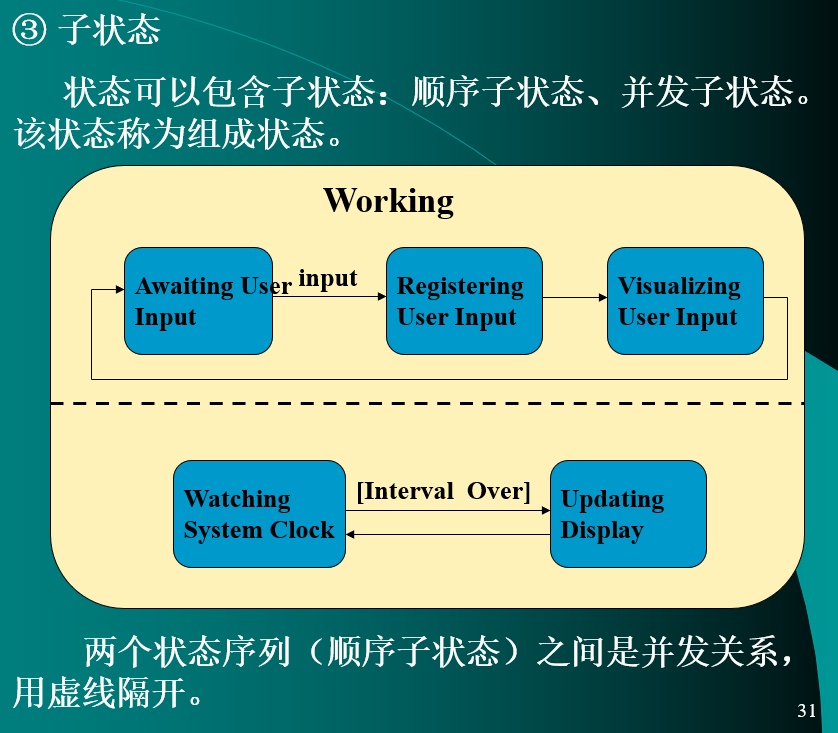 ③ 子状态
状态可以包含子状态：顺序子状态、并发子状态。
该状态称为组成状态。
Working
Awaiting User
Input
input
Registering
User Input
Visualizing
User Input
Watching
System Clock
[Interval Over]
Updating
Display
两个状态序列（顺序子状态）之间是并发关系，
用虚线隔开。
31